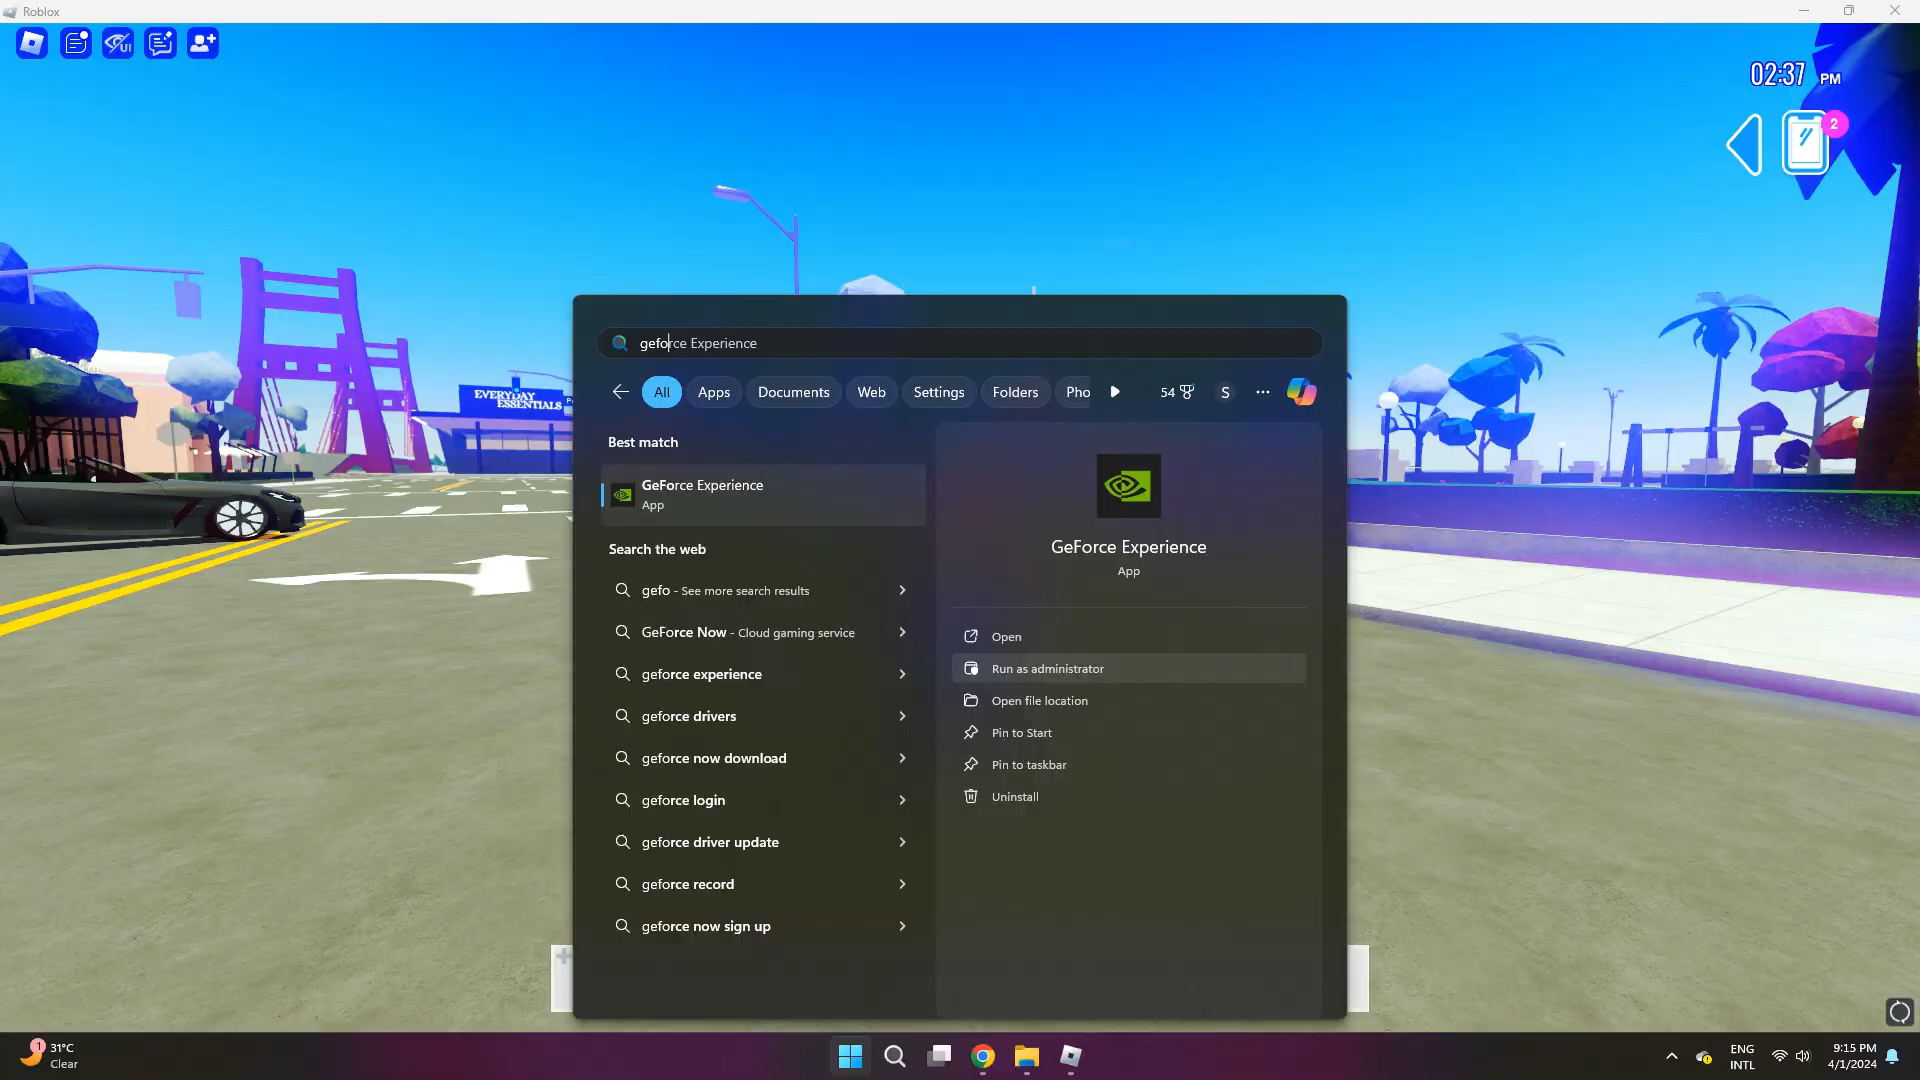 Roblox
UI
02:37 PM
2
EVERYDAY
ESSENTIALS
geforce Experience
All
Apps
Documents
Web
Settings
Folders
Pho
54
S
Best match
GeForce Experience
App
Search the web
gefo - See more search results
GeForce Now - Cloud gaming service
geforce experience
geforce drivers
geforce now download
geforce login
geforce driver update
geforce record
geforce now sign up
GeForce Experience
App
Open
Run as administrator
Open file location
Pin to Start
Pin to taskbar
Uninstall
1
31°C
Clear
ENG
INTL
9:15 PM
4/1/2024